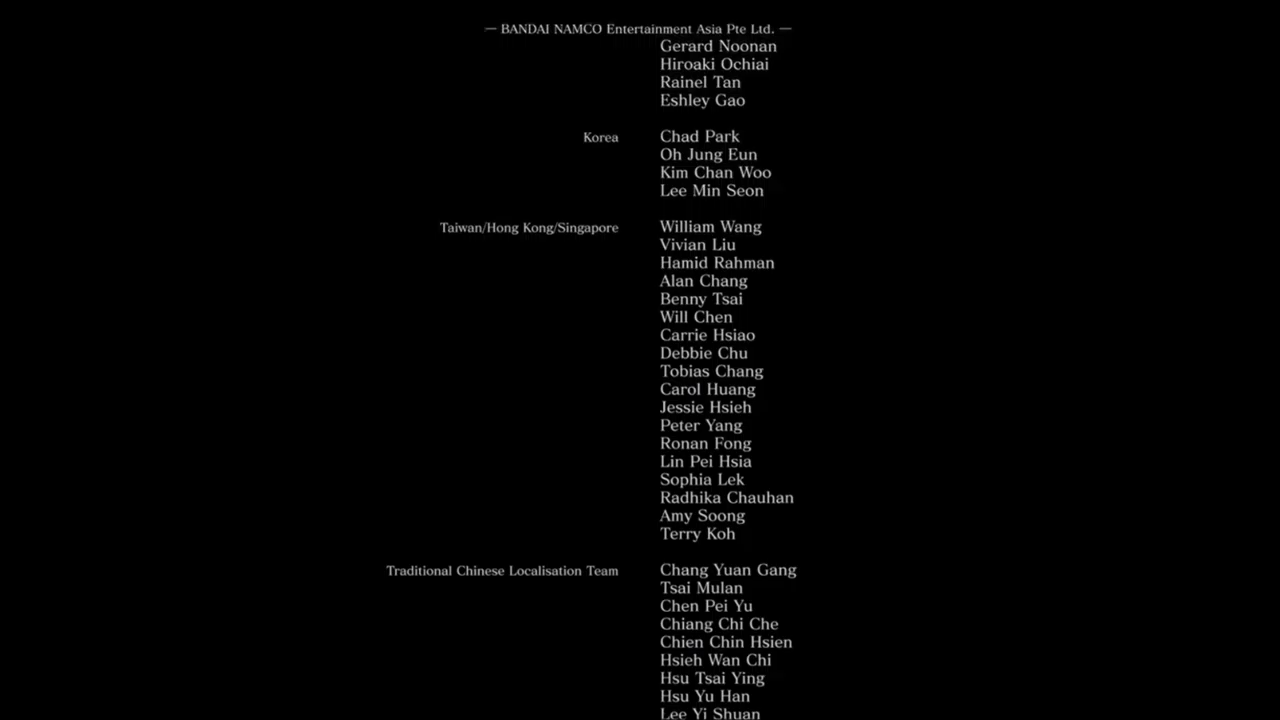 — BANDAI NAMCO Entertainment Asia Pte Ltd. —
Gerard Noonan
Hiroaki Ochiai
Rainel Tan
Eshley Gao
Korea Chad Park
Oh Jung Eun
Kim Chan Woo
Lee Min Seon
Taiwan/Hong Kong/Singapore William Wang
Vivian Liu
Hamid Rahman
Alan Chang
Benny Tsai
Will Chen
Carrie Hsiao
Debbie Chu
Tobias Chang
Carol Huang
Jessie Hsieh
Peter Yang
Ronan Fong
Lin Pei Hsia
Sophia Lek
Radhika Chauhan
Amy Soong
Terry Koh
Traditional Chinese Localisation Team Chang Yuan Gang
Tsai Mulan
Chen Pei Yu
Chiang Chi Che
Chien Chin Hsien
Hsieh Wan Chi
Hsu Tsai Ying
Hsu Yu Han
Lee Yi Shuan